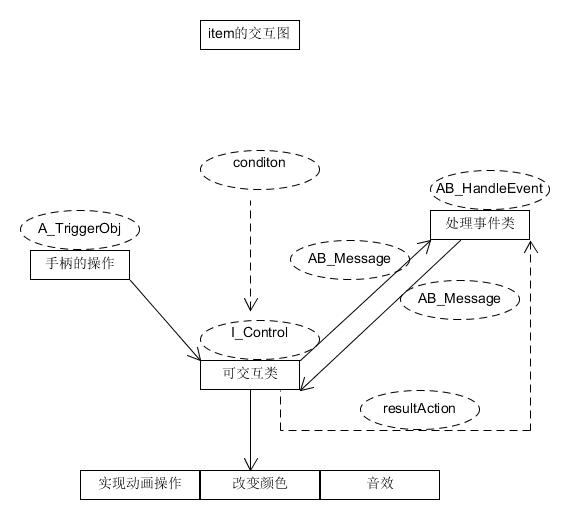 item的交互图
conditon
AB_HandleEvent
处理事件类
A_TriggerObj
手柄的操作
AB_Message
AB_Message
I_Control
可交互类
resultAction
实现动画操作
改变颜色
音效